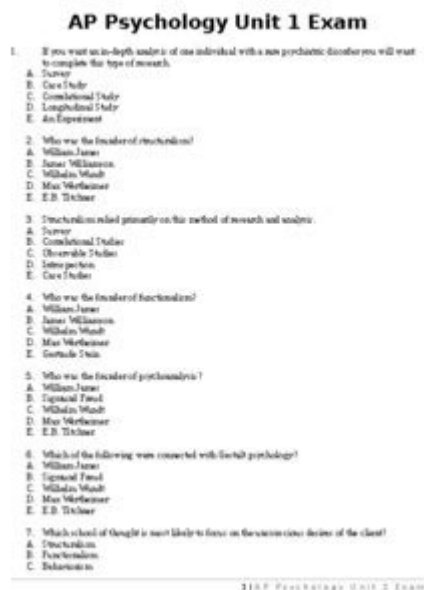 AP Psychology Unit 1 Exam
1. If you want an in-depth analysis of one individual with a rare psychiatric disorder you will want
to complete this type of research.
A. Survey
B. Case Study
C. Correlational Study
D. Longitudinal Study
E. An Experiment
2. Who was the founder of structuralism?
A. William James
B. James Williamson
C. Wilhelm Wundt
D. Max Wertheimer
E. E.B. Titchner
3. Structuralism relied primarily on this method of research and analysis.
A. Survey
B. Correlational Studies
C. Observable Studies
D. Introspection
E. Case Studies
4. Who was the founder of functionalism?
A. William James
B. James Williamson
C. Wilhelm Wundt
D. Max Wertheimer
E. Gertrude Stein
5. Who was the founder of psychoanalysis?
A. William James
B. Sigmund Freud
C. Wilhelm Wundt
D. Max Wertheimer
E. E.B. Titchner
6. Which of the following were connected with Gestalt psychology?
A. William James
B. Sigmund Freud
C. Wilhelm Wundt
D. Max Wertheimer
E. E.B. Titchner
7. Which school of thought is most likely to focus on the unconscious desires of the client?
A. Structuralism
B. Functionalism
C. Behaviorism
1|AP Psychology Unit 1 Exam